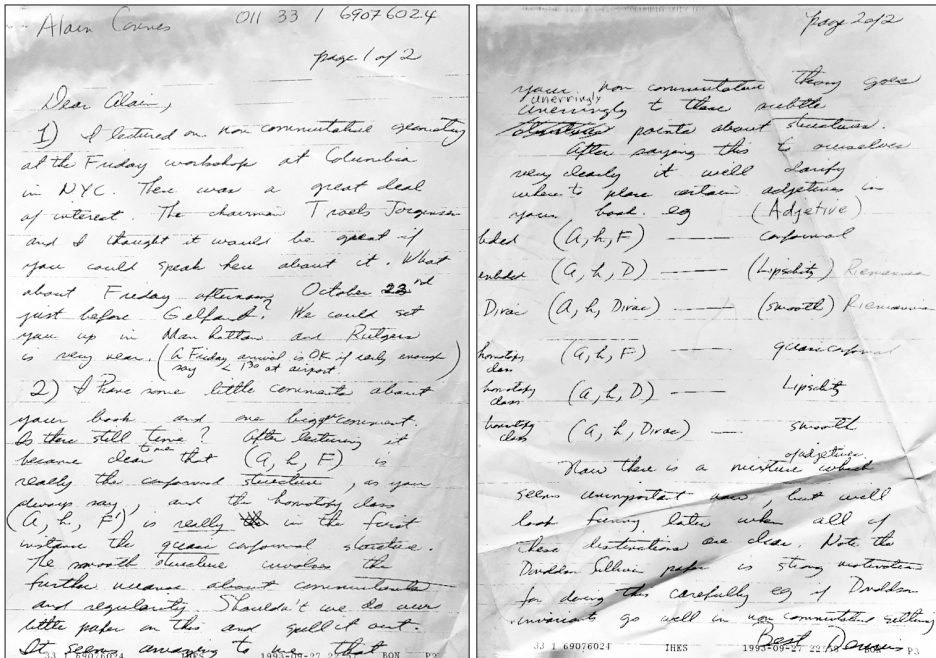 Alain Connes 011 33 1 69076024
page 1 of 2
Dear Alain,
1) I lectured on non commutative geometry
at the Friday workshop at Columbia
in NYC. There was a great deal
of interest. The chairman Troels Jorgensen
and I thought it would be great if
you could speak here about it. What
about Friday afternoon October 22nd
just before Gelfand? We could set
you up in Manhattan and Rutgers
is very near. (A Friday arrival is OK if early enough
say < 1:30 at airport)
2) I have some little comments about
your book and one bigger comment.
Is there still time? After lecturing it
became clear to me that (A, h, F) is
really the conformal structure, as you
always say, and the homotopy class
(A, h, F), is really in the first
instance the quasi conformal structure.
The smooth structure involves the
further nuance about commutators
and regularity. Shouldn't we do our
little paper on this and spell it out.
It seems amazing to me that
33 1 69076024 IHES 1993-09-27 22: BON P2
page 2 of 2
your non commutative theory goes
unerringly
unerringly to these subtle
points about structures.
After saying this to ourselves
very clearly it will clarify
where to place certain adjectives in
your book. eg (Adjetive)
bded (A, h, F) —— conformal
(A, h, D) —— (Lipschitz) Riemannian
Dirac (A, h, Dirac) —— (smooth) Riemannian
homotopy class (A, h, F) —— quasiconformal
homotopy class (A, h, D) —— Lipschitz
homotopy class (A, h, Dirac) — smooth
of adjetives
Now there is a mixture which
seems unimportant now, but will
look funny later when all of
these distinctions are clear. Note the
Donaldson Sullivan paper is strong motivation
for doing this carefully eg if Donaldson
invariants go well in non commutative setting
Best Dennis
33 1 69076024 IHES 1993-09-27 22: BON P3